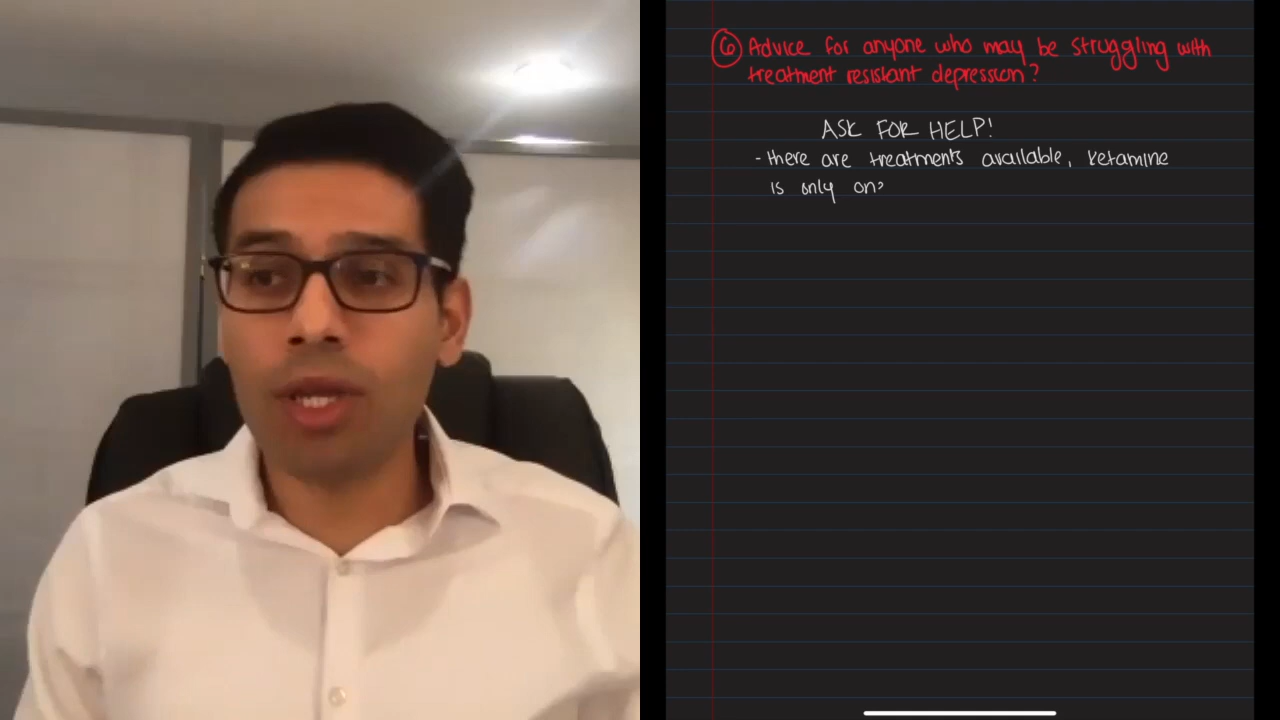 6 Advice for anyone who may be struggling with
treatment resistant depression?
ASK FOR HELP!
- there are treatments available, ketamine
is only on